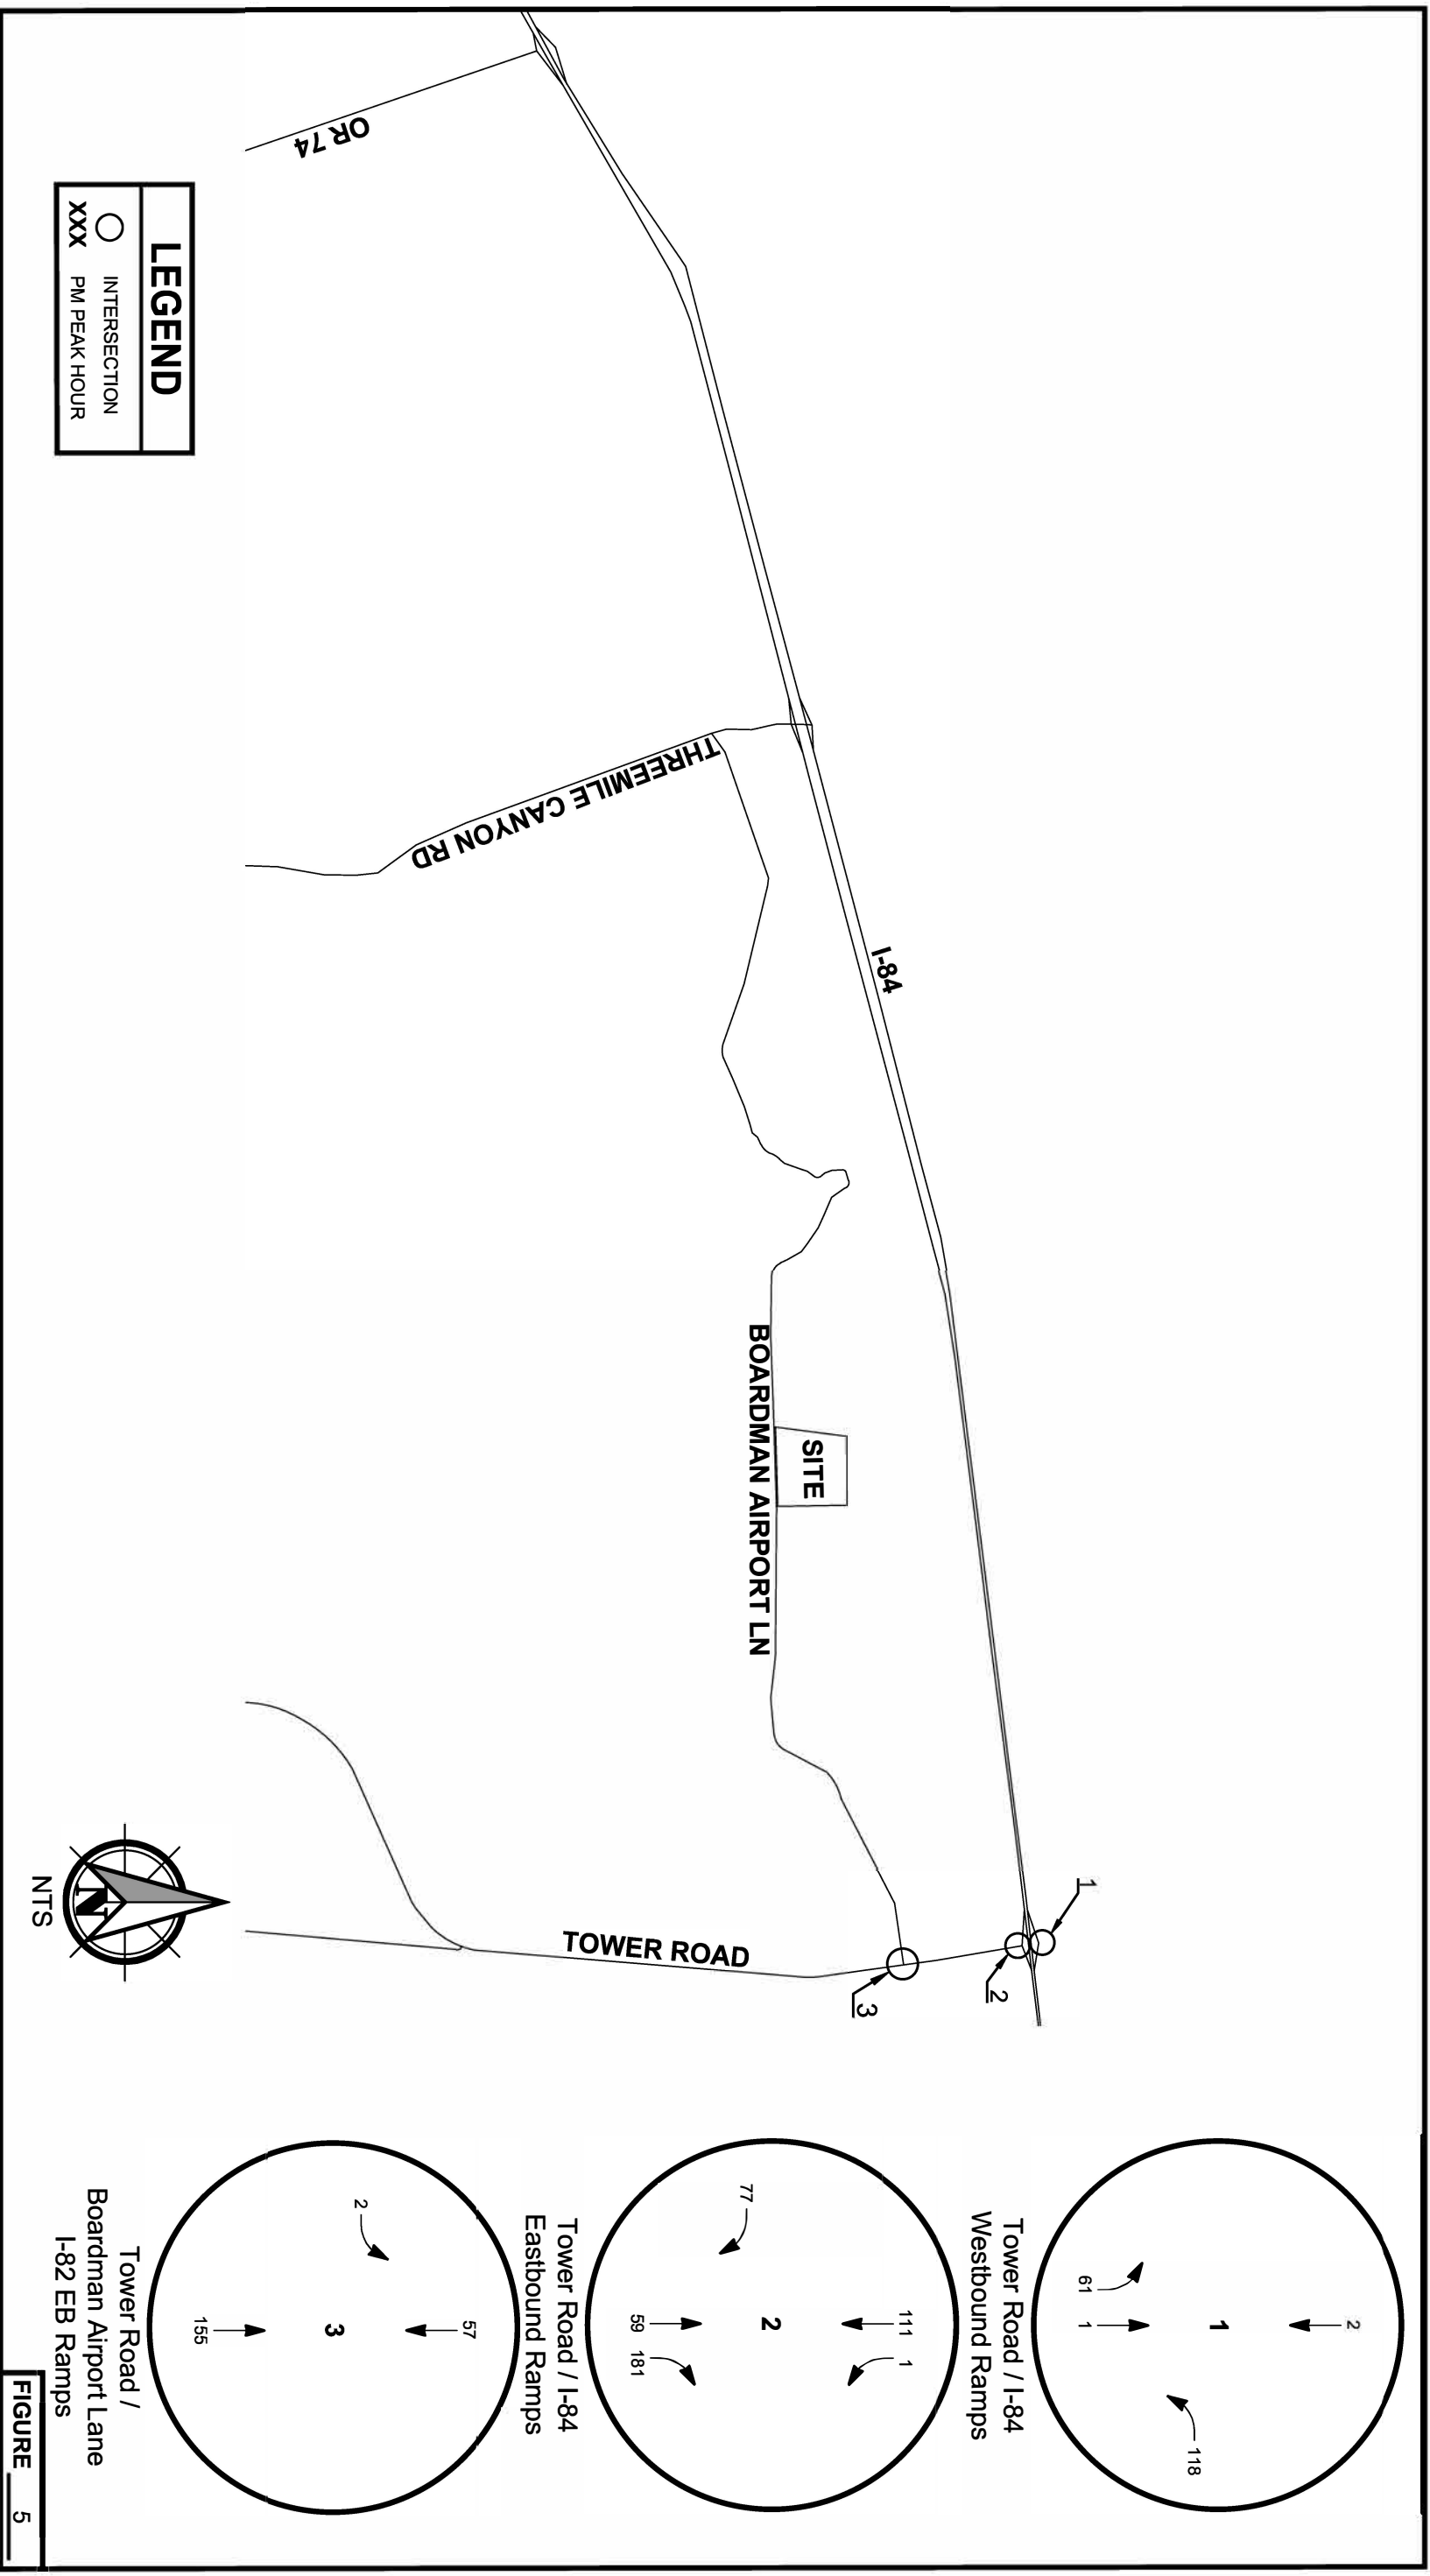 OR 74
THREEMILE CANYON RD
I-84
BOARDMAN AIRPORT LN
SITE
TOWER ROAD
1
2
3
LEGEND
INTERSECTION
XXX PM PEAK HOUR
N
NTS
2
1
118
61
1
Tower Road / I-84
Westbound Ramps
111
1
2
77
59
181
Tower Road / I-84
Eastbound Ramps
57
3
2
155
Tower Road /
Boardman Airport Lane
I-82 EB Ramps
FIGURE 5